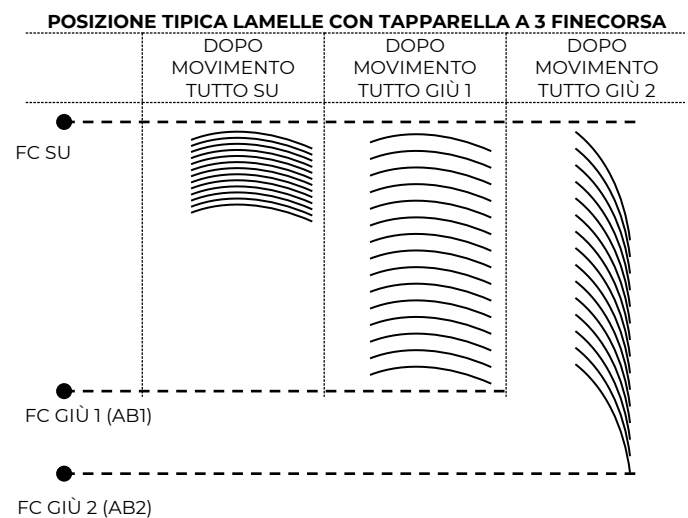 POSIZIONE TIPICA LAMELLE CON TAPPARELLA A 3 FINECORSA
DOPO
MOVIMENTO
TUTTO SU
DOPO
MOVIMENTO
TUTTO GIÙ 1
DOPO
MOVIMENTO
TUTTO GIÙ 2
FC SU
FC GIÙ 1 (AB1)
FC GIÙ 2 (AB2)